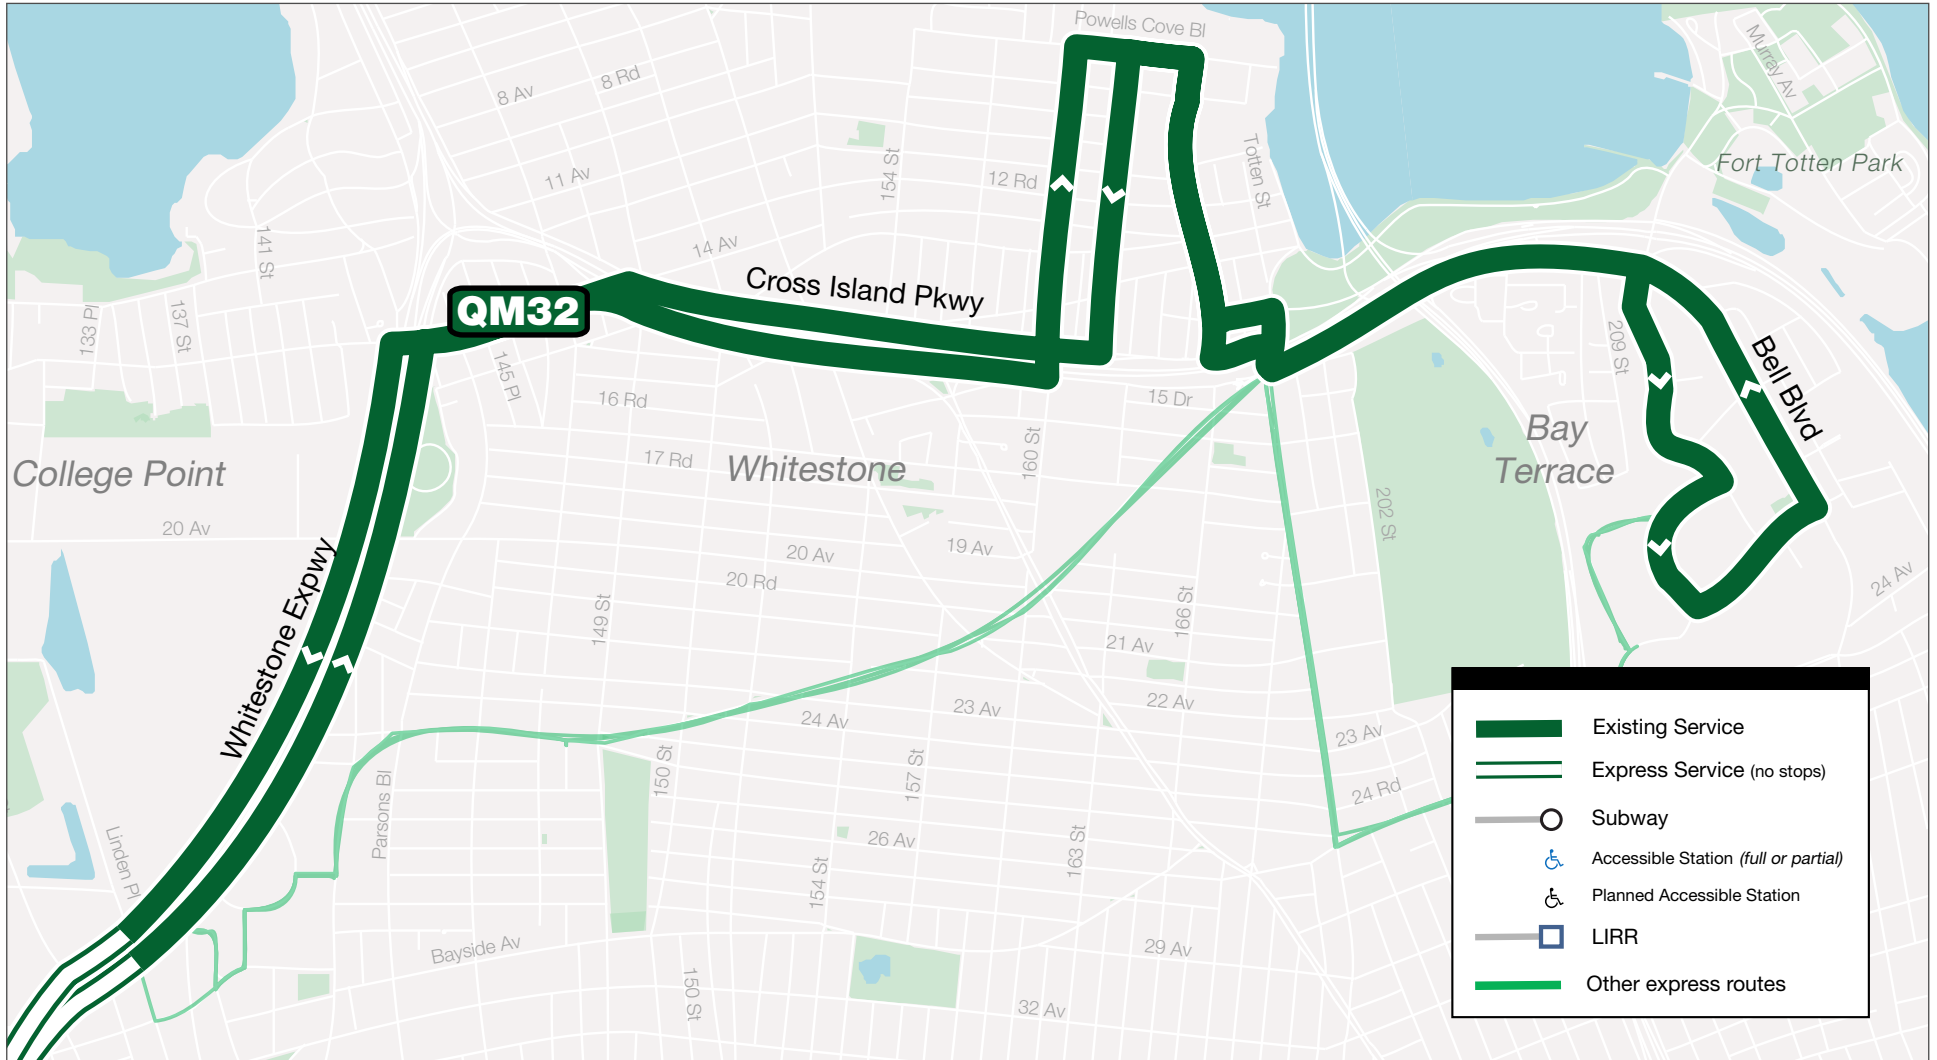 Powells Cove Bl
Murray Av
8 Rd
8 Av
Fort Totten Park
154 St
Totten St
11 Av
12 Rd
141 St
14 Av
Cross Island Pkwy
QM32
133 Pl
137 St
145 Pl
209 St
Bell Blvd
16 Rd
15 Dr
Bay
Terrace
College Point
17 Rd
Whitestone
160 St
202 St
20 Av
20 Av
19 Av
24 Av
20 Rd
Whitestone Expwy
149 St
166 St
21 Av
24 Av
23 Av
22 Av
23 Av
150 St
157 St
24 Rd
Parsons Bl
Linden Pl
26 Av
154 St
163 St
Bayside Av
29 Av
150 St
32 Av
Existing Service
Express Service (no stops)
Subway
Accessible Station (full or partial)
Planned Accessible Station
LIRR
Other express routes